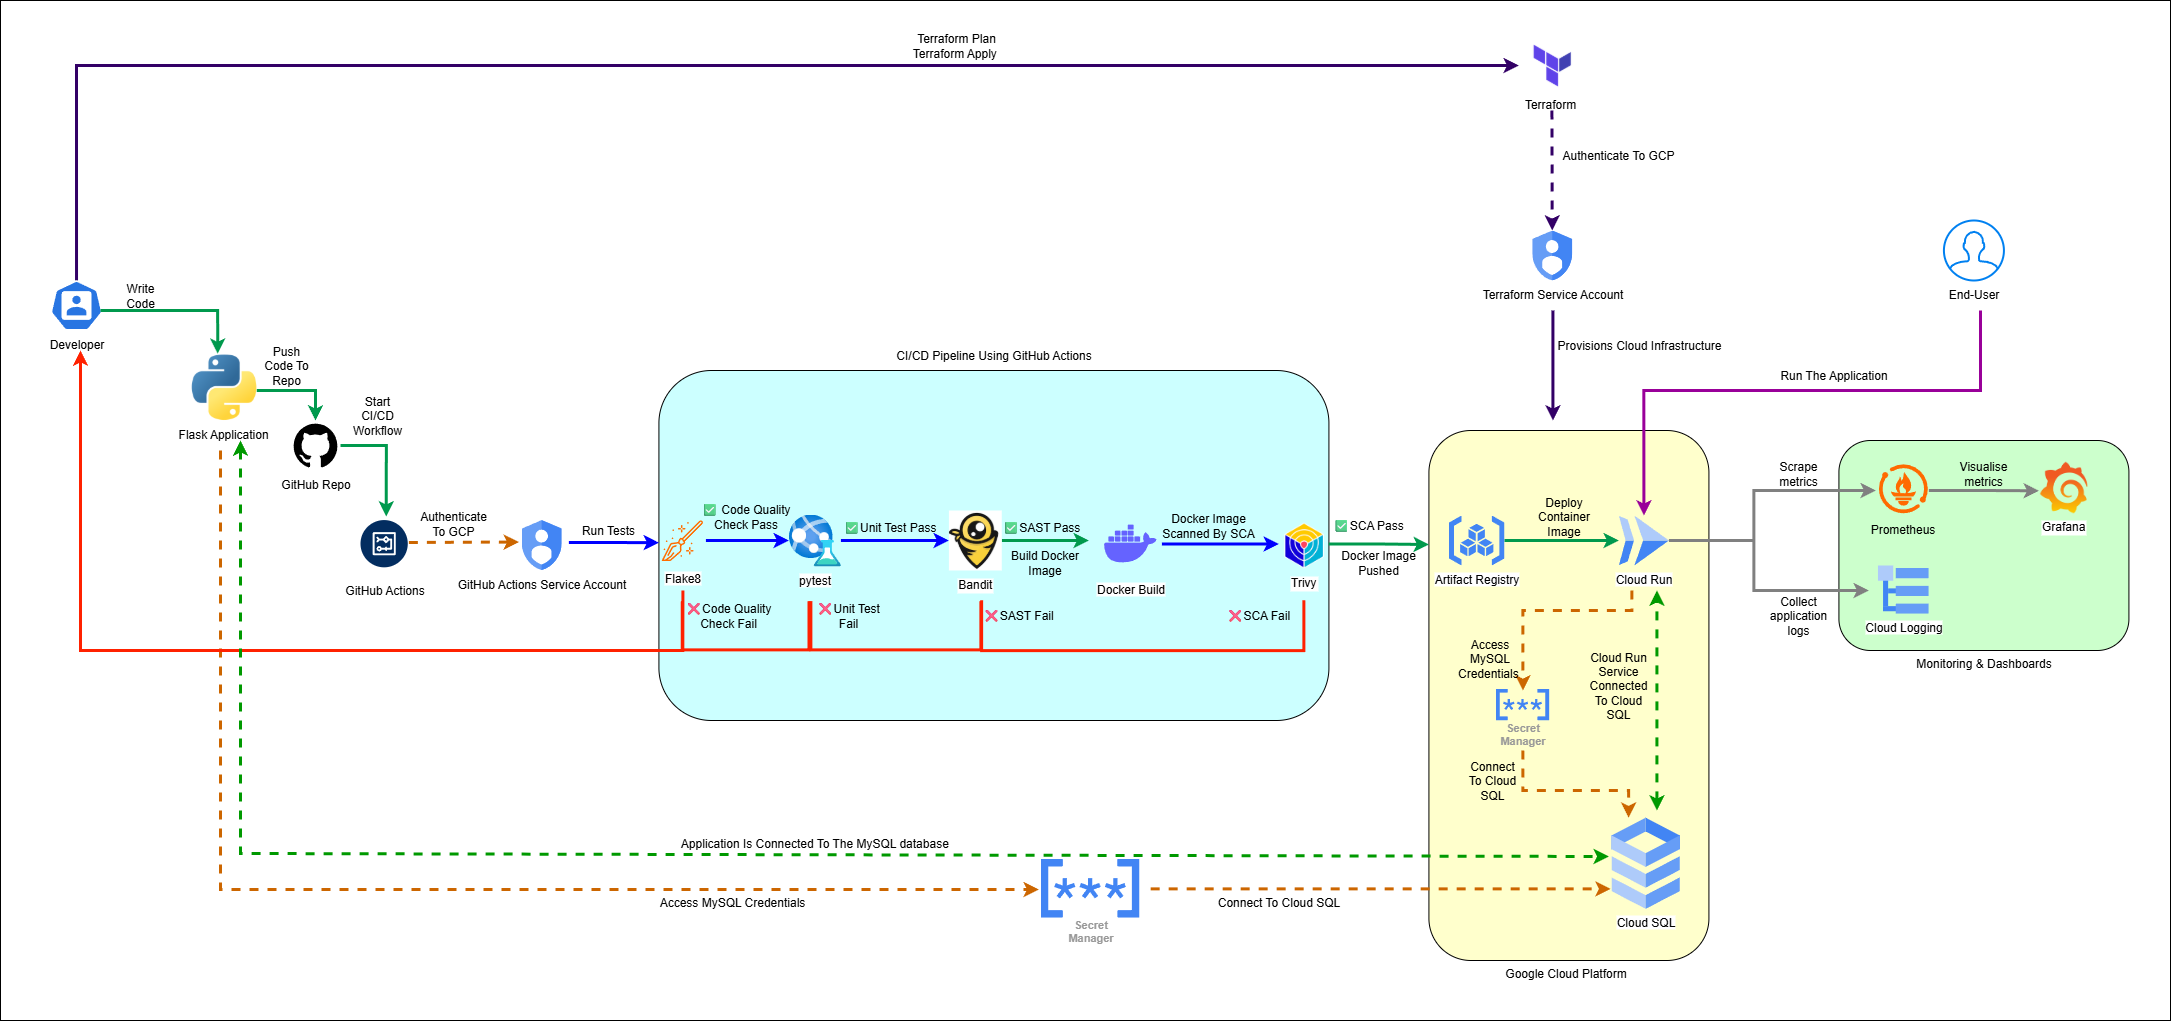 Terraform Plan
Terraform Apply
Terraform
Authenticate To GCP
Terraform Service Account
Provisions Cloud Infrastructure
End-User
Run The Application
Developer
Write
Code
Flask Application
Push
Code To
Repo
GitHub Repo
Start
CI/CD
Workflow
GitHub Actions
Authenticate
To GCP
GitHub Actions Service Account
Run Tests
CI/CD Pipeline Using GitHub Actions
Flake8
✅ Code Quality
Check Pass
❌ Code Quality
Check Fail
pytest
✅ Unit Test Pass
❌ Unit Test
Fail
Bandit
✅ SAST Pass
Build Docker
Image
❌ SAST Fail
Docker Build
Docker Image
Scanned By SCA
Trivy
❌ SCA Fail
✅ SCA Pass
Docker Image
Pushed
Artifact Registry
Deploy
Container
Image
Cloud Run
Access
MySQL
Credentials
***
Secret
Manager
Connect
To Cloud
SQL
Cloud Run
Service
Connected
To Cloud
SQL
Cloud SQL
Google Cloud Platform
Scrape
metrics
Prometheus
Visualise
metrics
Grafana
Collect
application
logs
Cloud Logging
Monitoring & Dashboards
Application Is Connected To The MySQL database
Access MySQL Credentials
***
Secret
Manager
Connect To Cloud SQL